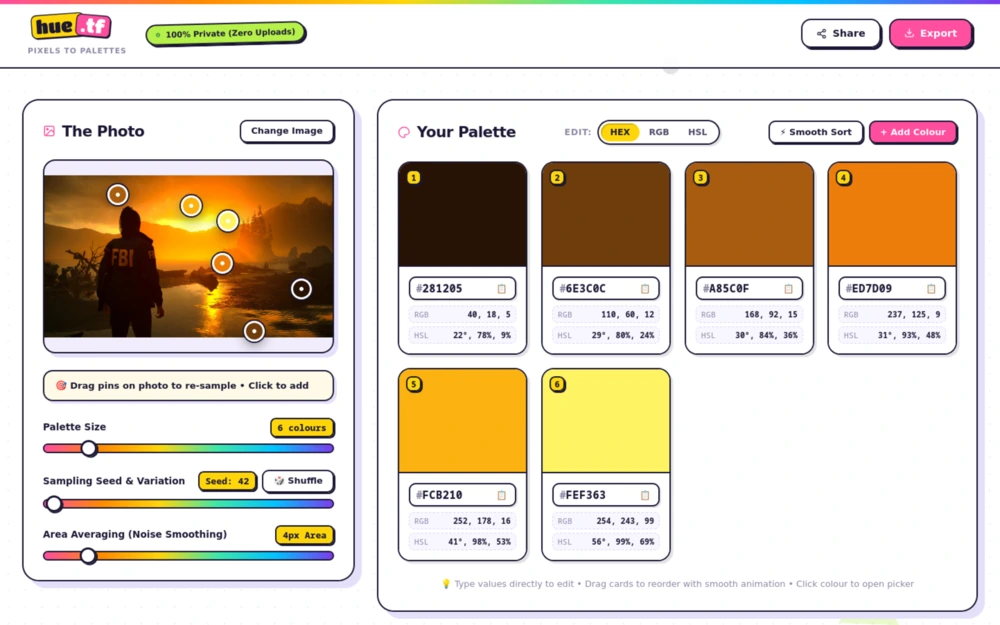 hue.tf
PIXELS TO PALETTES
100% Private (Zero Uploads)
Share
Export
The Photo
Change Image
FBI
🎯 Drag pins on photo to re-sample • Click to add
Palette Size
6 colours
Sampling Seed & Variation
Seed: 42
🎲 Shuffle
Area Averaging (Noise Smoothing)
4px Area
Your Palette
EDIT:
HEX
RGB
HSL
⚡ Smooth Sort
+ Add Colour
1
#281205
RGB 40, 18, 5
HSL 22°, 78%, 9%
2
#6E3C0C
RGB 110, 60, 12
HSL 29°, 80%, 24%
3
#A85C0F
RGB 168, 92, 15
HSL 30°, 84%, 36%
4
#ED7D09
RGB 237, 125, 9
HSL 31°, 93%, 48%
5
#FCB210
RGB 252, 178, 16
HSL 41°, 98%, 53%
6
#FEF363
RGB 254, 243, 99
HSL 56°, 99%, 69%
💡 Type values directly to edit • Drag cards to reorder with smooth animation • Click colour to open picker